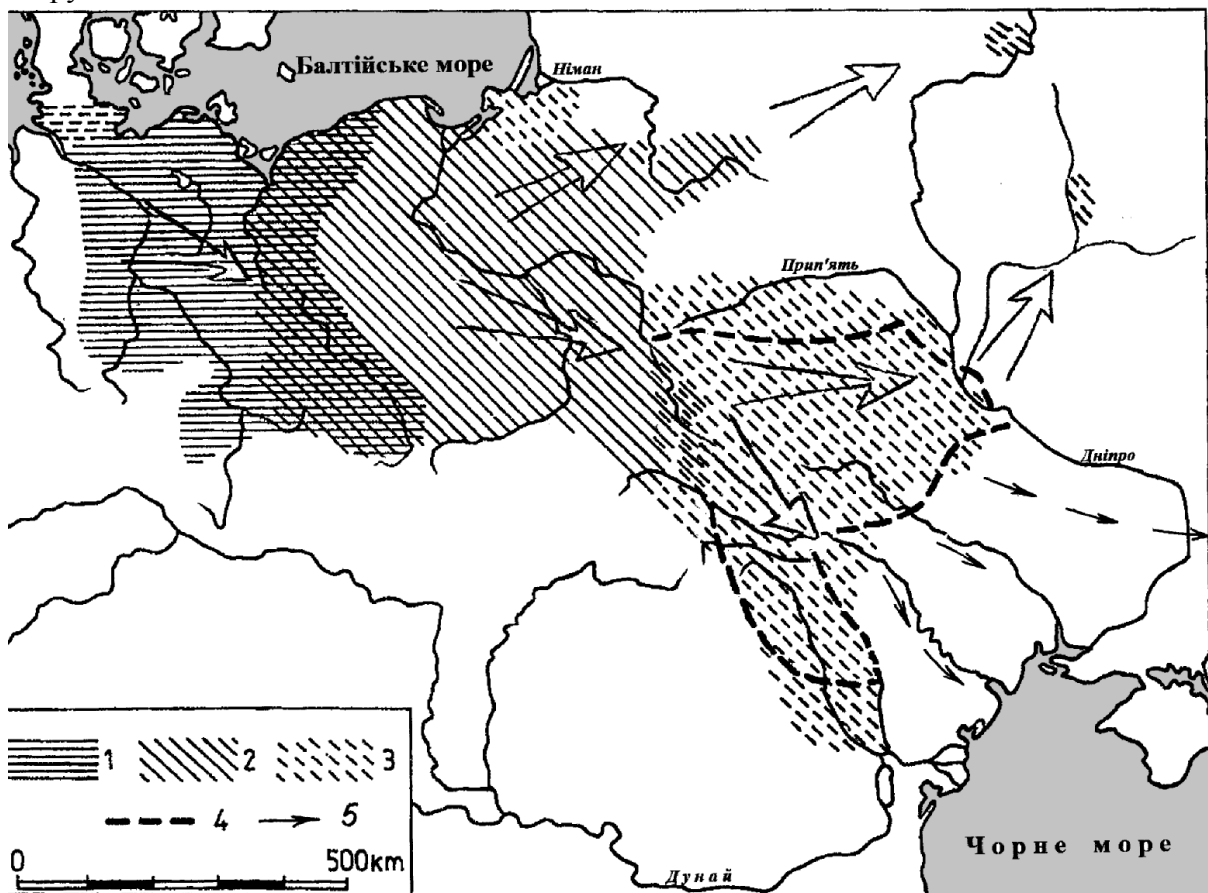 Балтійське море
Німан
Прип'ять
Дніпро
1
2
3
4
5
0
500km
Дунай
Чорне море